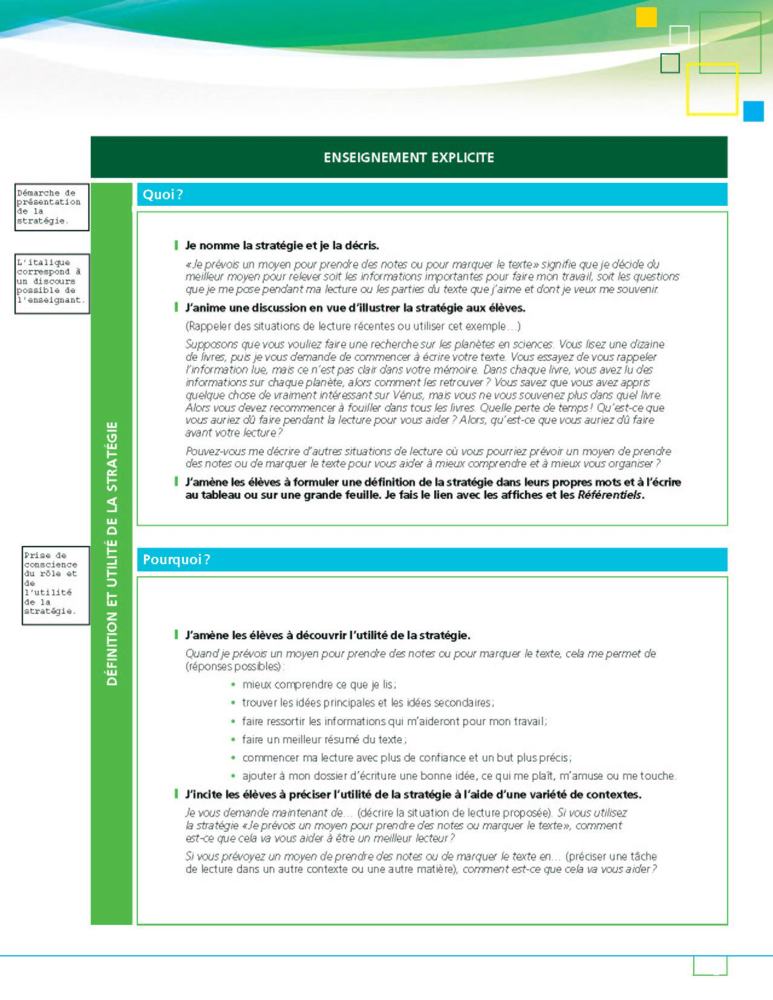 ENSEIGNEMENT EXPLICITE
Démarche de
présentation
de la
stratégie.
L'italique
correspond à
un discours
possible de
l'enseignant.
DÉFINITION ET UTILITÉ DE LA STRATÉGIE
Quoi ?
Je nomme la stratégie et je la décris.
« Je prévois un moyen pour prendre des notes ou pour marquer le texte » signifie que je décide du
meilleur moyen pour relever soit les informations importantes pour faire mon travail, soit les questions
que je me pose pendant ma lecture ou les parties du texte que j'aime et dont je veux me souvenir.
J'anime une discussion en vue d'illustrer la stratégie aux élèves.
(Rappeler des situations de lecture récentes ou utiliser cet exemple…)
Supposons que vous vouliez faire une recherche sur les planètes en sciences. Vous lisez une dizaine
de livres, puis je vous demande de commencer à écrire votre texte. Vous essayez de vous rappeler
l'information lue, mais ce n'est pas clair dans votre mémoire. Dans chaque livre, vous avez lu des
informations sur chaque planète, alors comment les retrouver ? Vous savez que vous avez appris
quelque chose de vraiment intéressant sur Vénus, mais vous ne vous souvenez plus dans quel livre.
Alors vous devez recommencer à fouiller dans tous les livres. Quelle perte de temps ! Qu'est-ce que
vous auriez dû faire pendant la lecture pour vous aider ? Alors, qu'est-ce que vous auriez dû faire
avant votre lecture ?
Pouvez-vous me décrire d'autres situations de lecture où vous pourriez prévoir un moyen de prendre
des notes ou de marquer le texte pour vous aider à mieux comprendre et à mieux vous organiser ?
J'amène les élèves à formuler une définition de la stratégie dans leurs propres mots et à l'écrire
au tableau ou sur une grande feuille. Je fais le lien avec les affiches et les Référentiels.
Prise de
conscience
du rôle et
de
l'utilité
de la
stratégie.
Pourquoi ?
J'amène les élèves à découvrir l'utilité de la stratégie.
Quand je prévois un moyen pour prendre des notes ou pour marquer le texte, cela me permet de
(réponses possibles) :
• mieux comprendre ce que je lis ;
• trouver les idées principales et les idées secondaires ;
• faire ressortir les informations qui m'aideront pour mon travail ;
• faire un meilleur résumé du texte ;
• commencer ma lecture avec plus de confiance et un but plus précis ;
• ajouter à mon dossier d'écriture une bonne idée, ce qui me plaît, m'amuse ou me touche.
J'incite les élèves à préciser l'utilité de la stratégie à l'aide d'une variété de contextes.
Je vous demande maintenant de… (décrire la situation de lecture proposée). Si vous utilisez
la stratégie « Je prévois un moyen pour prendre des notes ou marquer le texte », comment
est-ce que cela va vous aider à être un meilleur lecteur ?
Si vous prévoyez un moyen de prendre des notes ou de marquer le texte en… (préciser une tâche
de lecture dans un autre contexte ou une autre matière), comment est-ce que cela va vous aider ?